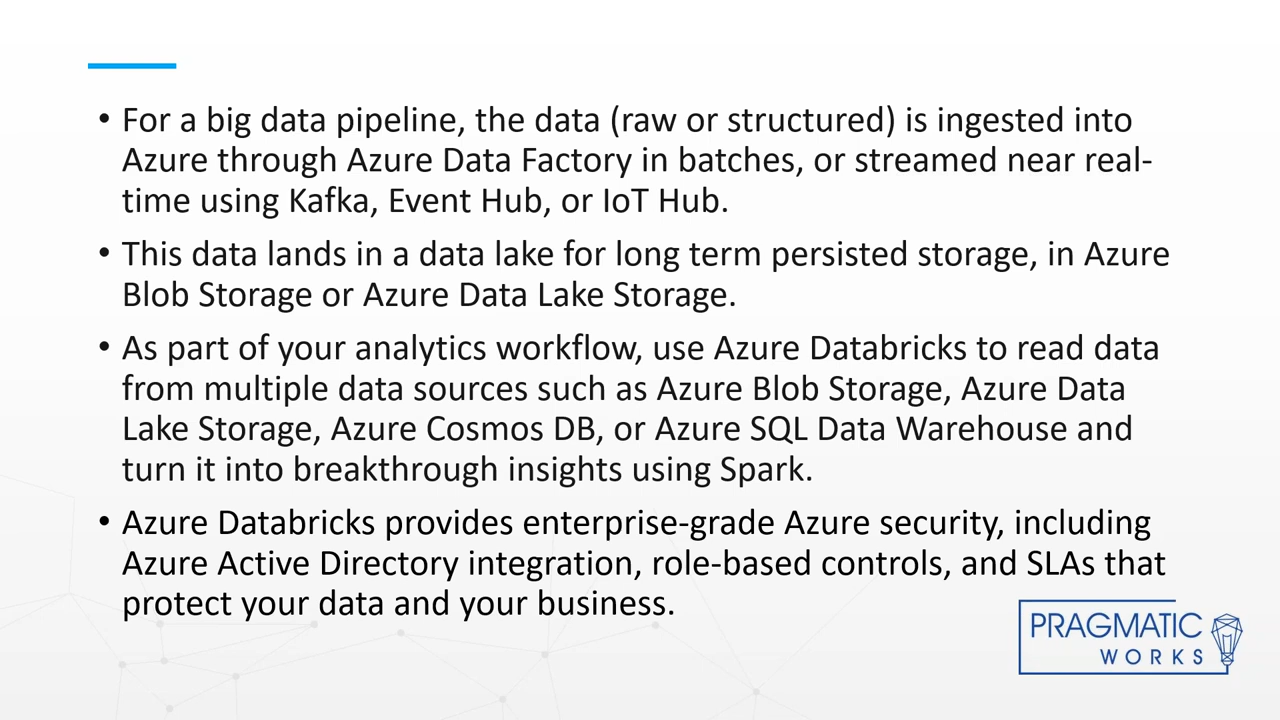 • For a big data pipeline, the data (raw or structured) is ingested into
Azure through Azure Data Factory in batches, or streamed near real-
time using Kafka, Event Hub, or IoT Hub.
• This data lands in a data lake for long term persisted storage, in Azure
Blob Storage or Azure Data Lake Storage.
• As part of your analytics workflow, use Azure Databricks to read data
from multiple data sources such as Azure Blob Storage, Azure Data
Lake Storage, Azure Cosmos DB, or Azure SQL Data Warehouse and
turn it into breakthrough insights using Spark.
• Azure Databricks provides enterprise-grade Azure security, including
Azure Active Directory integration, role-based controls, and SLAs that
protect your data and your business.
PRAGMATIC
WORKS